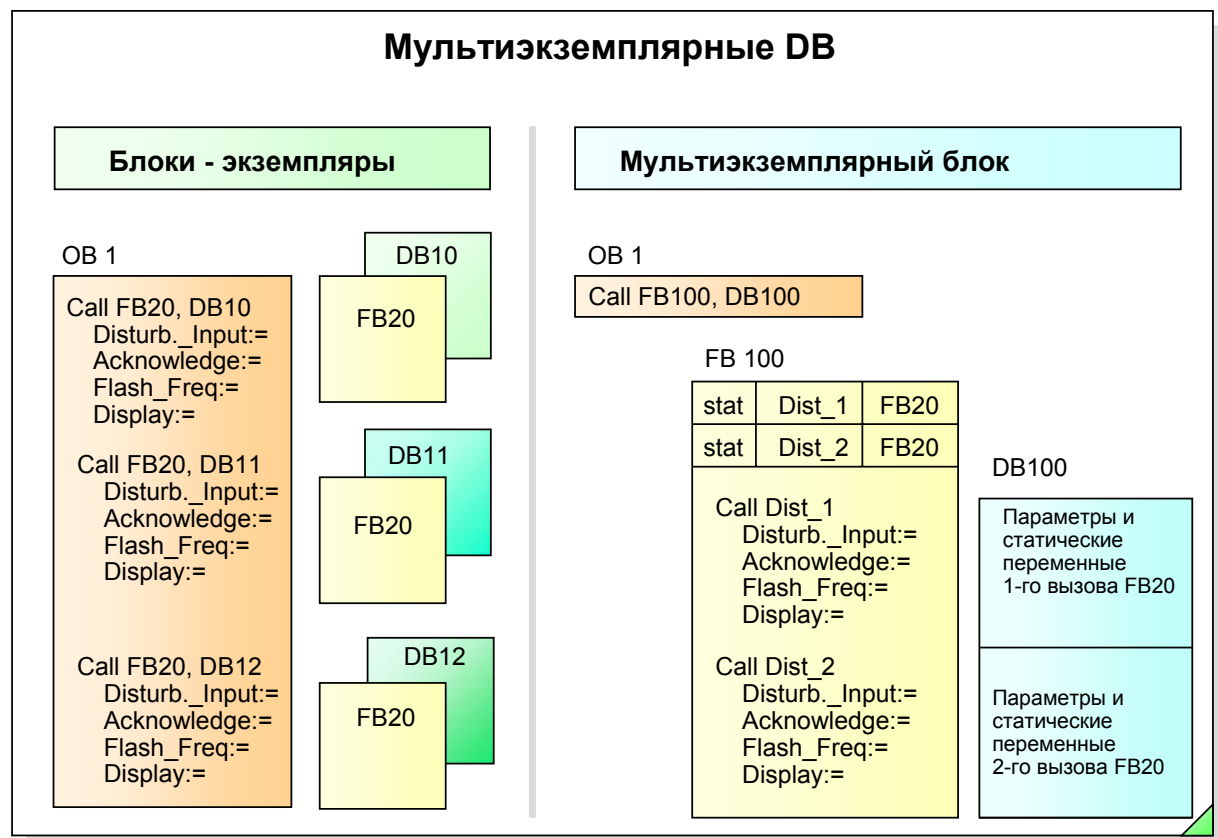 Мультиэкземплярные DB
Блоки - экземпляры
OB 1
Call FB20, DB10
Disturb._Input:=
Acknowledge:=
Flash_Freq:=
Display:=
Call FB20, DB11
Disturb._Input:=
Acknowledge:=
Flash_Freq:=
Display:=
Call FB20, DB12
Disturb._Input:=
Acknowledge:=
Flash_Freq:=
Display:=
DB10
FB20
DB11
FB20
DB12
FB20
Мультиэкземплярный блок
OB 1
Call FB100, DB100
FB 100
stat Dist_1 FB20
stat Dist_2 FB20
Call Dist_1
Disturb._Input:=
Acknowledge:=
Flash_Freq:=
Display:=
Call Dist_2
Disturb._Input:=
Acknowledge:=
Flash_Freq:=
Display:=
DB100
Параметры и
статические
переменные
1-го вызова FB20
Параметры и
статические
переменные
2-го вызова FB20